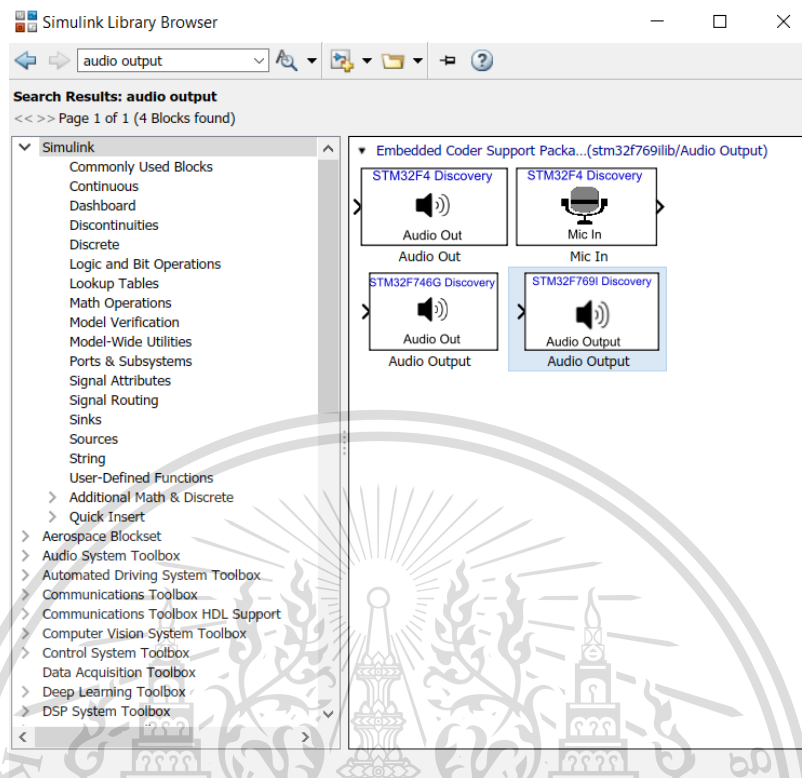 Simulink Library Browser
audio output
Search Results: audio output
<< >> Page 1 of 1 (4 Blocks found)
Simulink
Commonly Used Blocks
Continuous
Dashboard
Discontinuities
Discrete
Logic and Bit Operations
Lookup Tables
Math Operations
Model Verification
Model-Wide Utilities
Ports & Subsystems
Signal Attributes
Signal Routing
Sinks
Sources
String
User-Defined Functions
Additional Math & Discrete
Quick Insert
Aerospace Blockset
Audio System Toolbox
Automated Driving System Toolbox
Communications Toolbox
Communications Toolbox HDL Support
Computer Vision System Toolbox
Control System Toolbox
Data Acquisition Toolbox
Deep Learning Toolbox
DSP System Toolbox
Embedded Coder Support Packa...(stm32f769ilib/Audio Output)
STM32F4 Discovery
Audio Out
Audio Out
STM32F4 Discovery
Mic In
Mic In
STM32F746G Discovery
Audio Out
Audio Output
STM32F769I Discovery
Audio Output
Audio Output